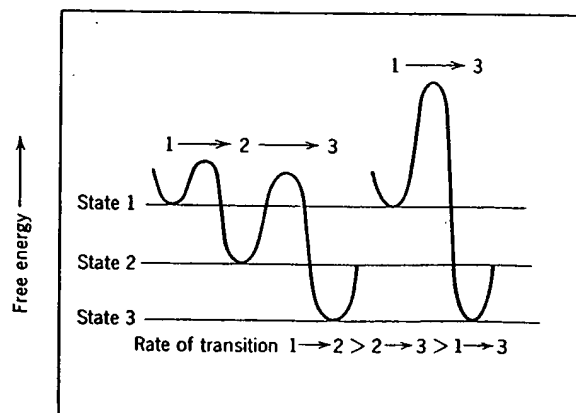 1 → 3
1 → 2 → 3
State 1
State 2
State 3
Free energy →
Rate of transition 1→2 > 2→3 > 1→3